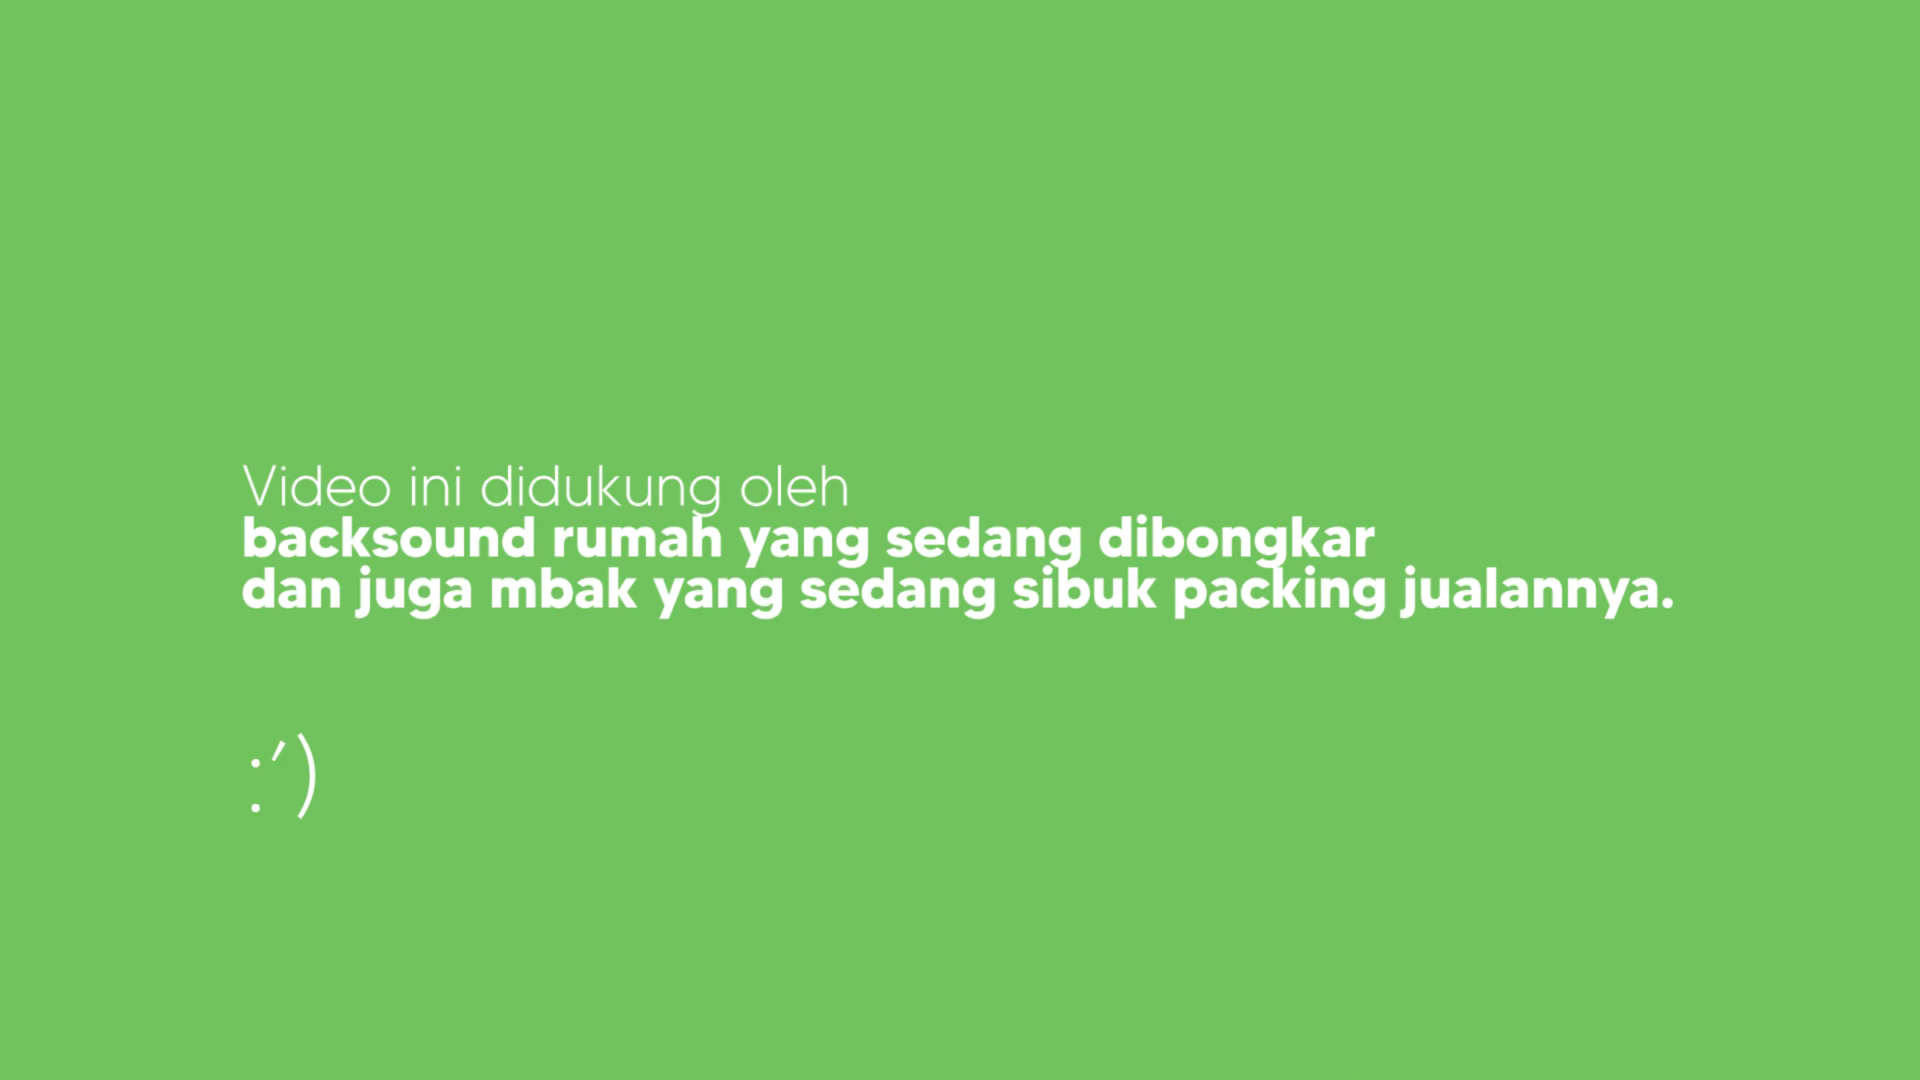 Video ini didukung oleh
backsound rumah yang sedang dibongkar
dan juga mbak yang sedang sibuk packing jualannya.
:’)